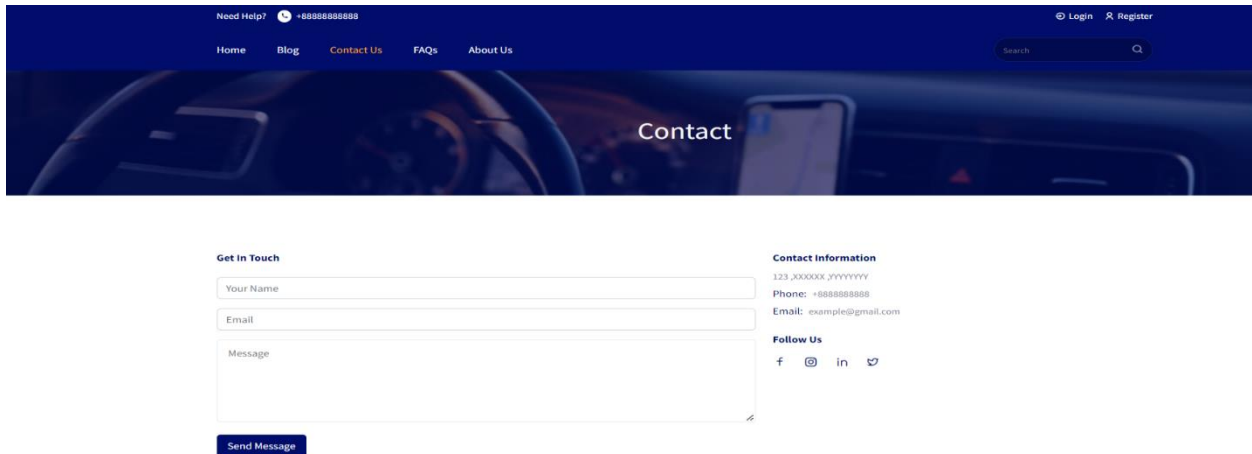 Need Help? +88888888888
Login Register
Home Blog Contact Us FAQs About Us
Search
Contact
Get In Touch
Your Name
Email
Message
Send Message
Contact Information
123 ,XXXXXX ,YYYYYYYY
Phone: +8888888888
Email: example@gmail.com
Follow Us